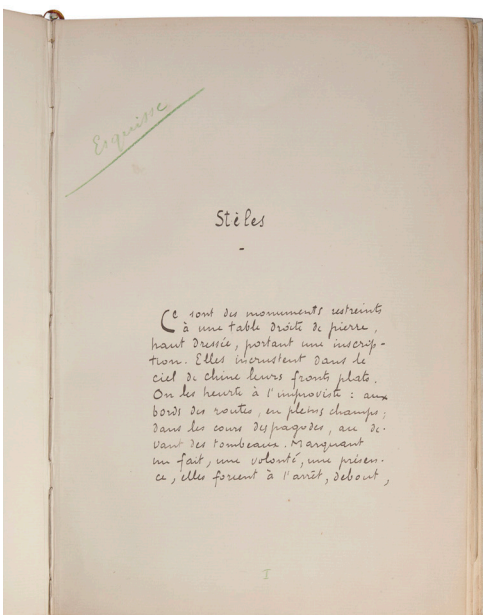 Esquisse
Stèles
-
Ce sont des monuments restreints
à une table droite de pierre,
haut dressée, portant une inscrip-
tion. Elles incrustent dans le
ciel de chine leurs fronts plats.
On les heurte à l'improviste : aux
bords des routes, en pleins champs;
dans les cours des pagodes, au de-
vant des tombeaux. Marquant
un fait, une volonté, une présen-
ce, elles forcent à l'arrêt, debout,
I